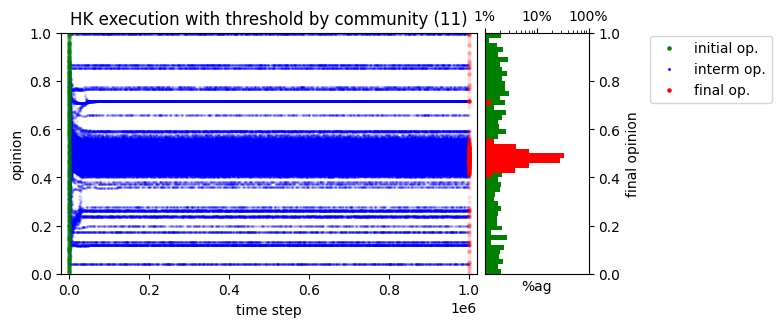 HK execution with threshold by community (11)
1% 10% 100%
initial op.
interm op.
final op.
1.0 1.0
0.8 0.8
0.6 0.6
0.4 0.4
0.2 0.2
0.0 0.0
opinion
final opinion
0.0 0.2 0.4 0.6 0.8 1.0
1e6
time step
%ag